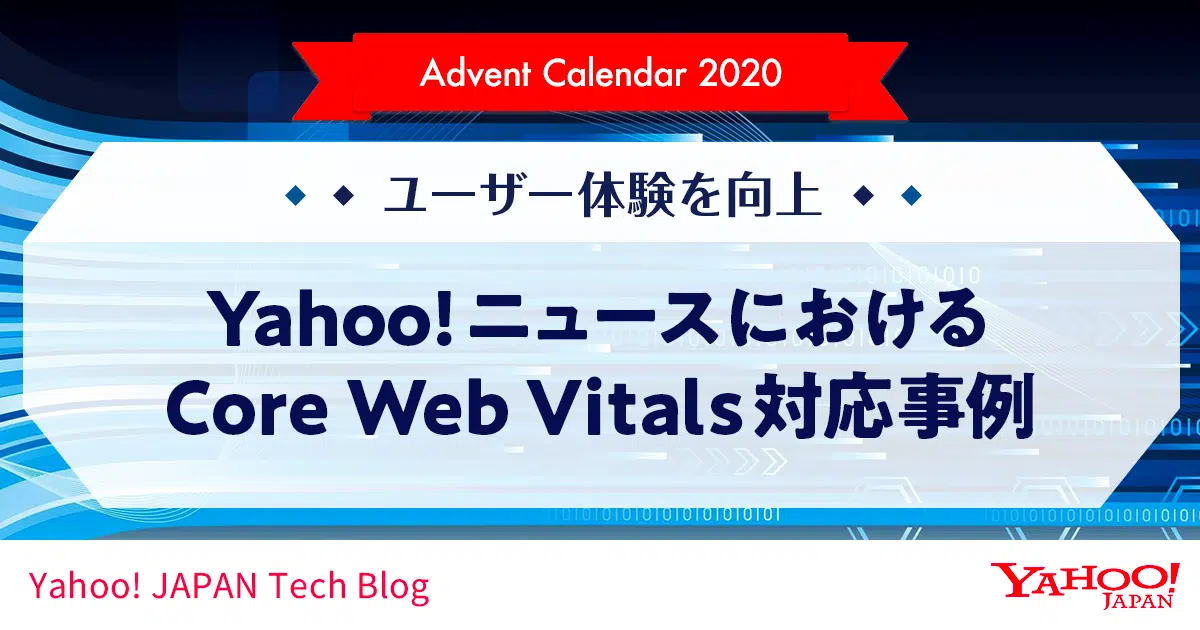 Advent Calendar 2020
ユーザー体験を向上
Yahoo!ニュースにおける
Core Web Vitals対応事例
Yahoo! JAPAN Tech Blog
YAHOO!
JAPAN